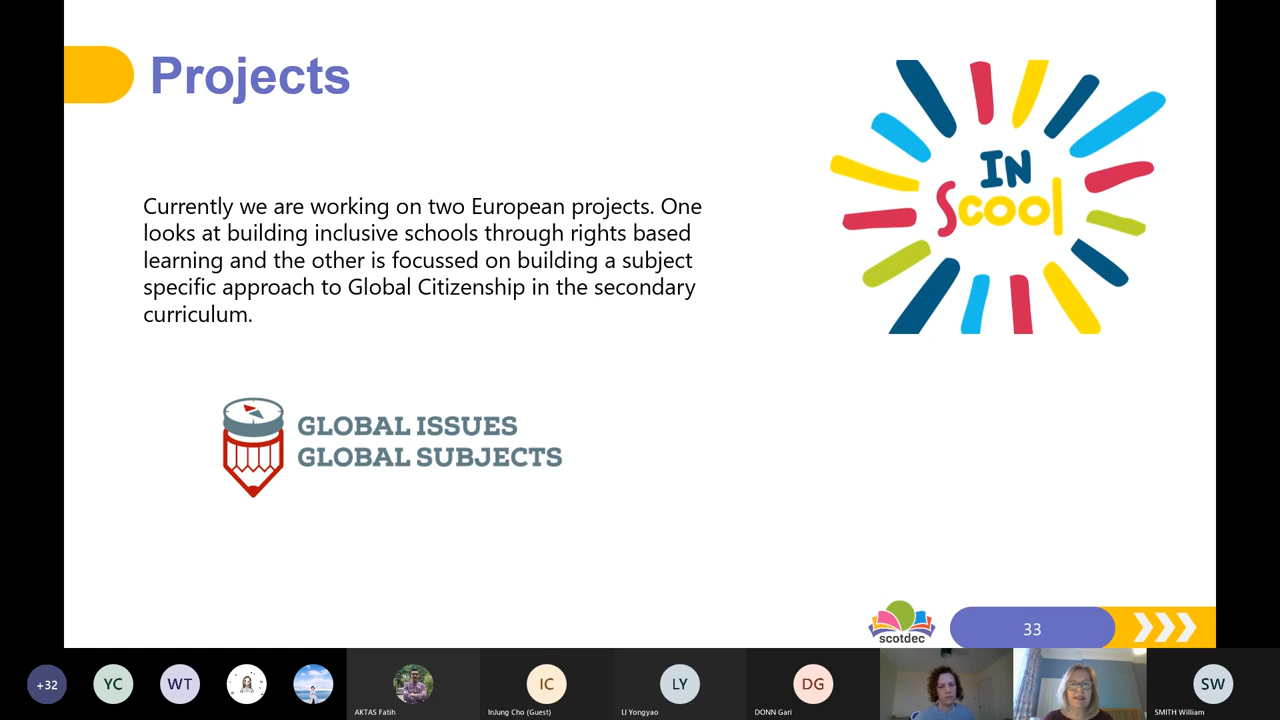 Projects
IN
Scool
Currently we are working on two European projects. One
looks at building inclusive schools through rights based
learning and the other is focussed on building a subject
specific approach to Global Citizenship in the secondary
curriculum.
GLOBAL ISSUES
GLOBAL SUBJECTS
scotdec
33
+32
YC
WT
AKTAS Fatih
IC
InJung Cho (Guest)
LY
LI Yongyao
DG
DONN Gari
SW
SMITH William